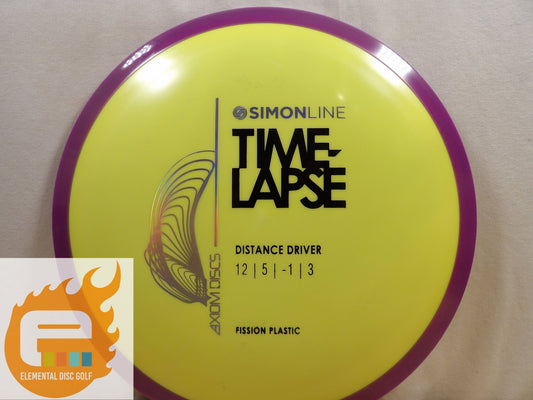 SIMONLINE
TIME-
LAPSE
DISTANCE DRIVER
12 | 5 | -1 | 3
AXIOM DISCS
FISSION PLASTIC
ELEMENTAL DISC GOLF